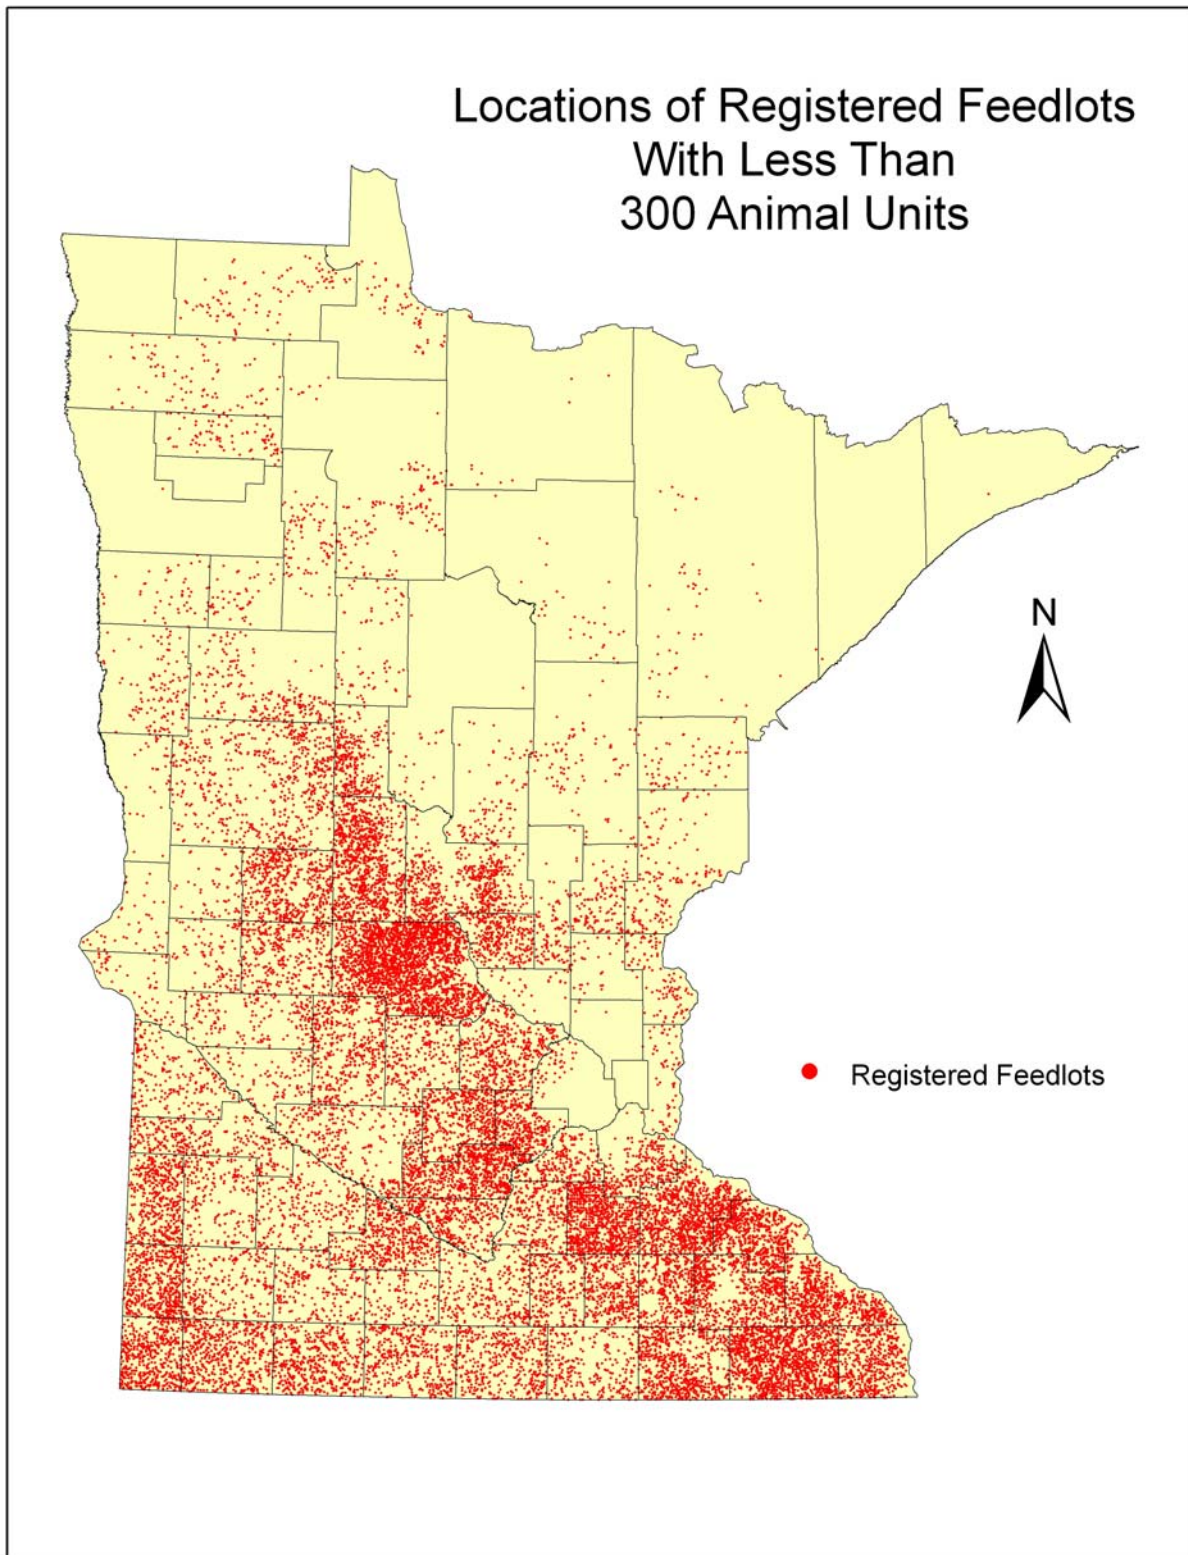 Locations of Registered Feedlots
With Less Than
300 Animal Units
N
Registered Feedlots